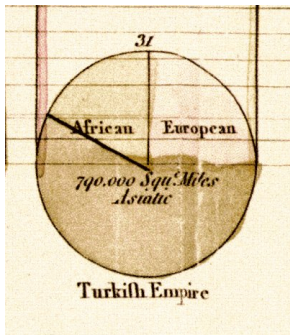 31
African European
790.000 Squ. Miles
Asiatic
Turkish Empire